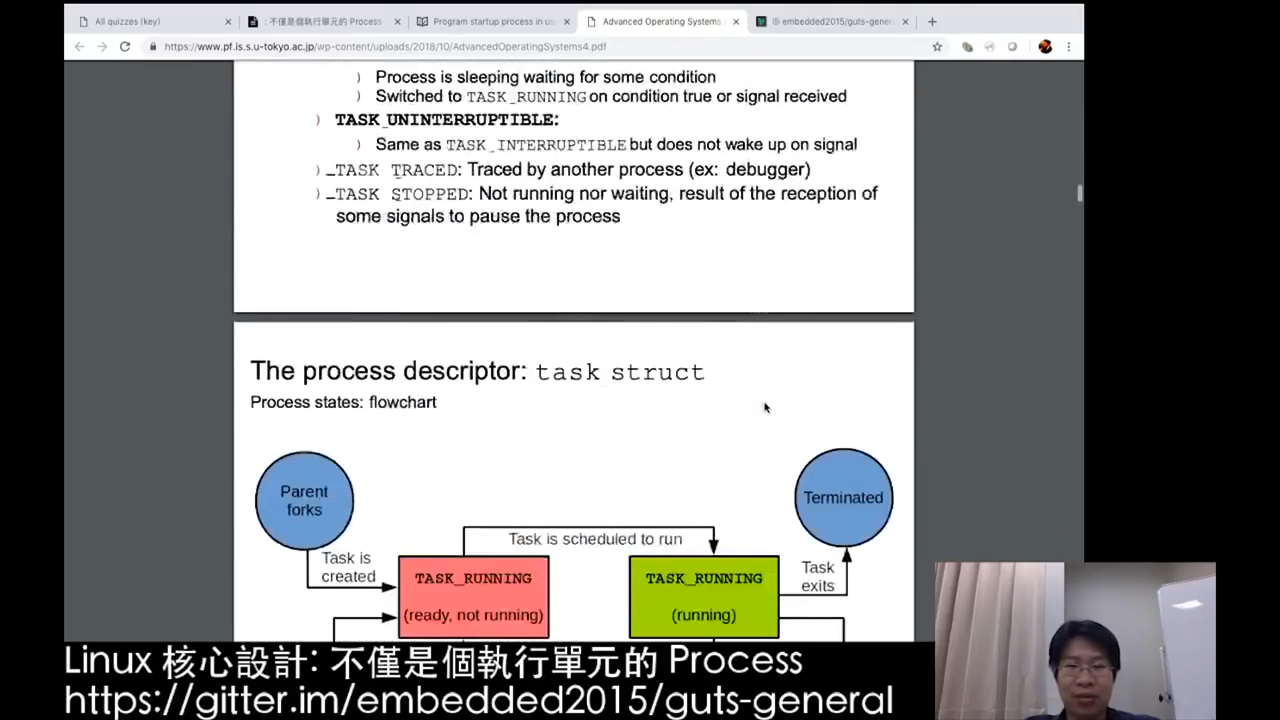 All quizzes (key)
: 不僅是個執行單元的 Process
Program startup process in us
Advanced Operating Systems
embedded2015/guts-gener
https://www.pf.is.s.u-tokyo.ac.jp/wp-content/uploads/2018/10/AdvancedOperatingSystems4.pdf
Process is sleeping waiting for some condition
Switched to TASK_RUNNING on condition true or signal received
TASK_UNINTERRUPTIBLE:
Same as TASK_INTERRUPTIBLE but does not wake up on signal
_TASK TRACED: Traced by another process (ex: debugger)
_TASK STOPPED: Not running nor waiting, result of the reception of
some signals to pause the process
The process descriptor: task struct
Process states: flowchart
Parent
forks
Terminated
Task is scheduled to run
Task is
created
TASK_RUNNING
(ready, not running)
TASK_RUNNING
(running)
Task
exits
Linux 核心設計: 不僅是個執行單元的 Process
https://gitter.im/embedded2015/guts-general